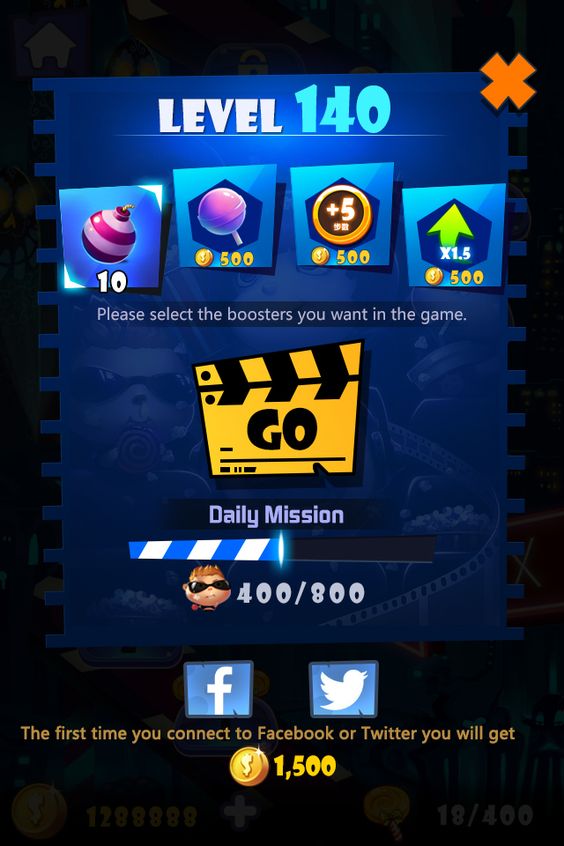 LEVEL 140
+5
步数
X1.5
10
500
500
500
Please select the boosters you want in the game.
GO
Daily Mission
400/800
The first time you connect to Facebook or Twitter you will get
1,500
1288888
18/400